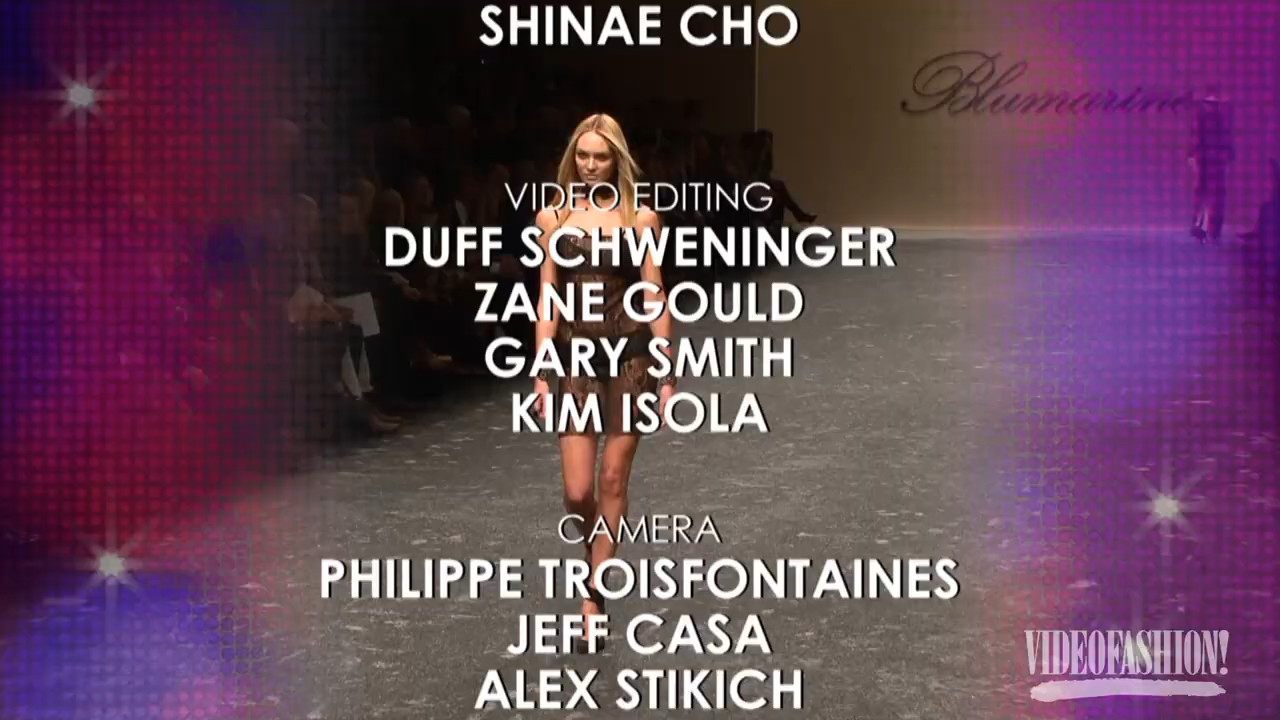 SHINAE CHO
Blumarine
VIDEO EDITING
DUFF SCHWENINGER
ZANE GOULD
GARY SMITH
KIM ISOLA
CAMERA
PHILIPPE TROISFONTAINES
JEFF CASA
ALEX STIKICH
VIDEOFASHION!